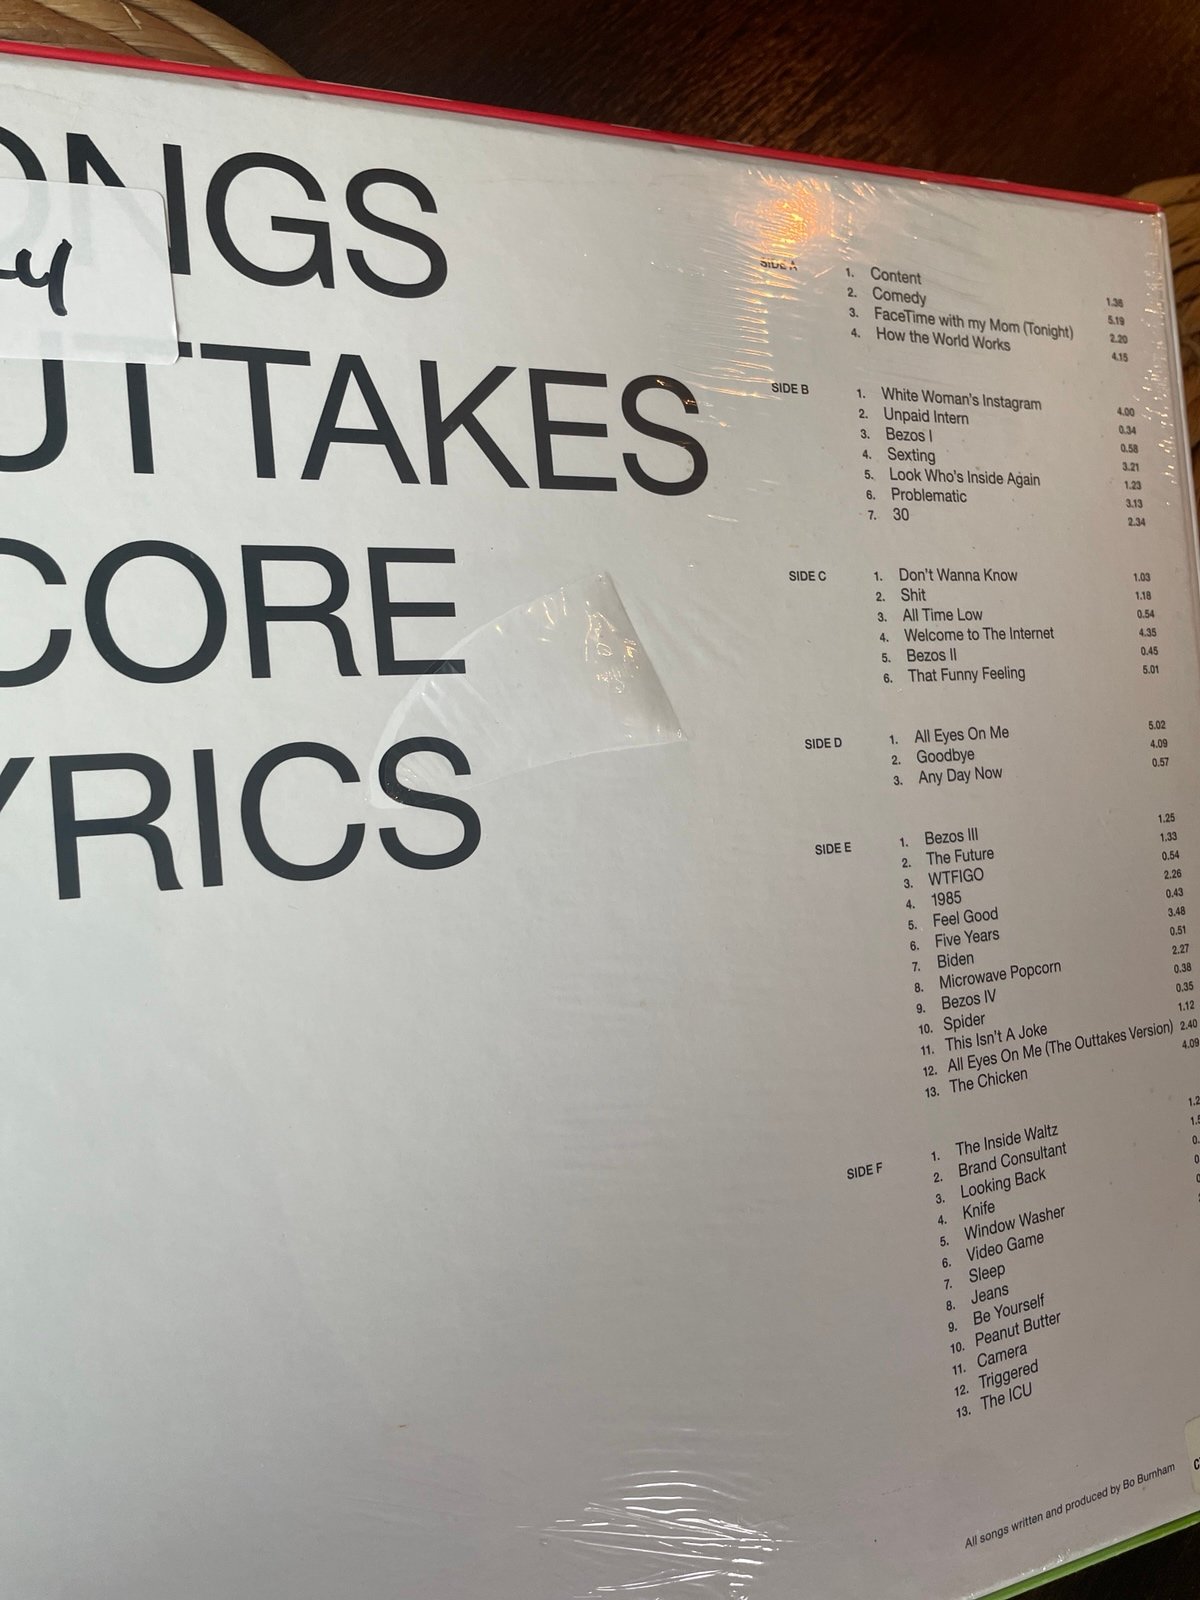 ONGS
4
UTTAKES
CORE
YRICS
SIDE A
1. Content 1.36
2. Comedy 5.19
3. FaceTime with my Mom (Tonight) 2.20
4. How the World Works 4.15
SIDE B
1. White Woman's Instagram 4.00
2. Unpaid Intern 0.34
3. Bezos I 0.58
4. Sexting 3.21
5. Look Who's Inside Again 1.23
6. Problematic 3.13
7. 30 2.34
SIDE C
1. Don't Wanna Know 1.03
2. Shit 1.18
3. All Time Low 0.54
4. Welcome to The Internet 4.35
5. Bezos II 0.45
6. That Funny Feeling 5.01
SIDE D
1. All Eyes On Me 5.02
2. Goodbye 4.09
3. Any Day Now 0.57
SIDE E
1. Bezos III 1.25
2. The Future 1.33
3. WTFIGO 0.54
4. 1985 2.26
5. Feel Good 0.43
6. Five Years 3.48
7. Biden 0.51
8. Microwave Popcorn 2.27
9. Bezos IV 0.38
10. Spider 0.35
11. This Isn't A Joke 1.12
12. All Eyes On Me (The Outtakes Version) 2.40
13. The Chicken 4.09
SIDE F
1. The Inside Waltz
2. Brand Consultant
3. Looking Back
4. Knife
5. Window Washer
6. Video Game
7. Sleep
8. Jeans
9. Be Yourself
10. Peanut Butter
11. Camera
12. Triggered
13. The ICU
All songs written and produced by Bo Burnham